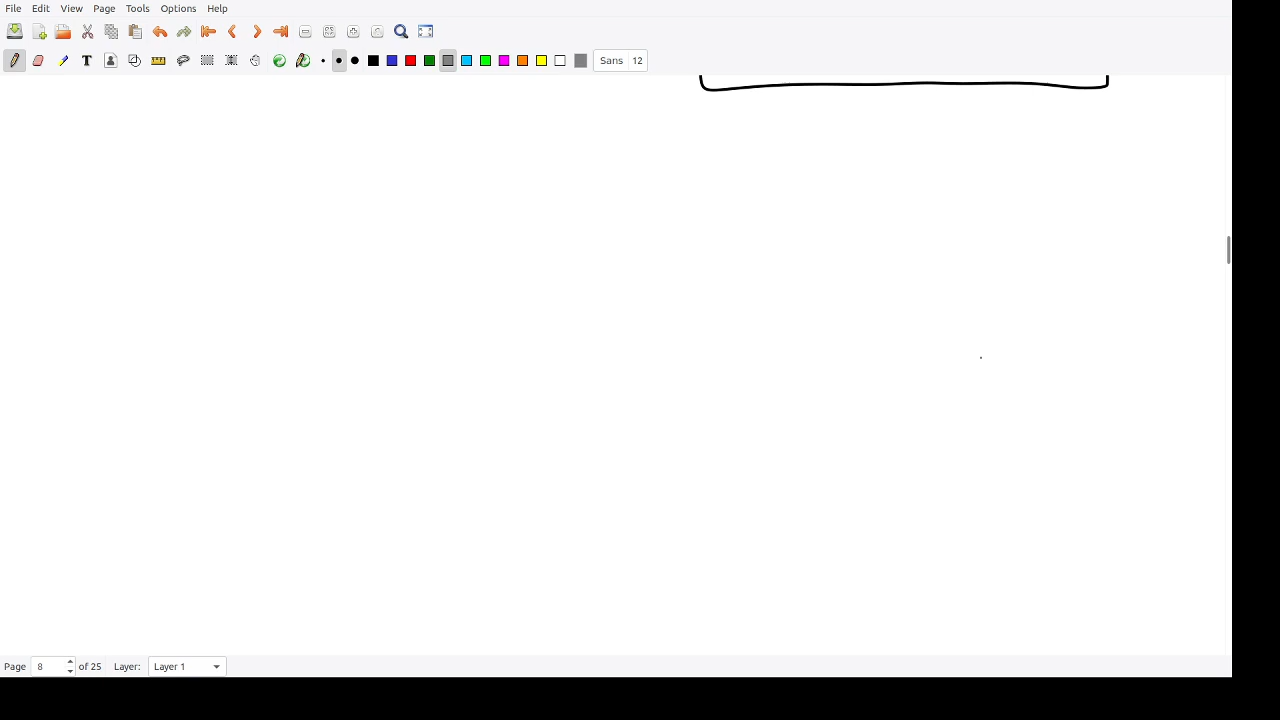 File Edit View Page Tools Options Help
Sans 12
Page 8 of 25 Layer: Layer 1